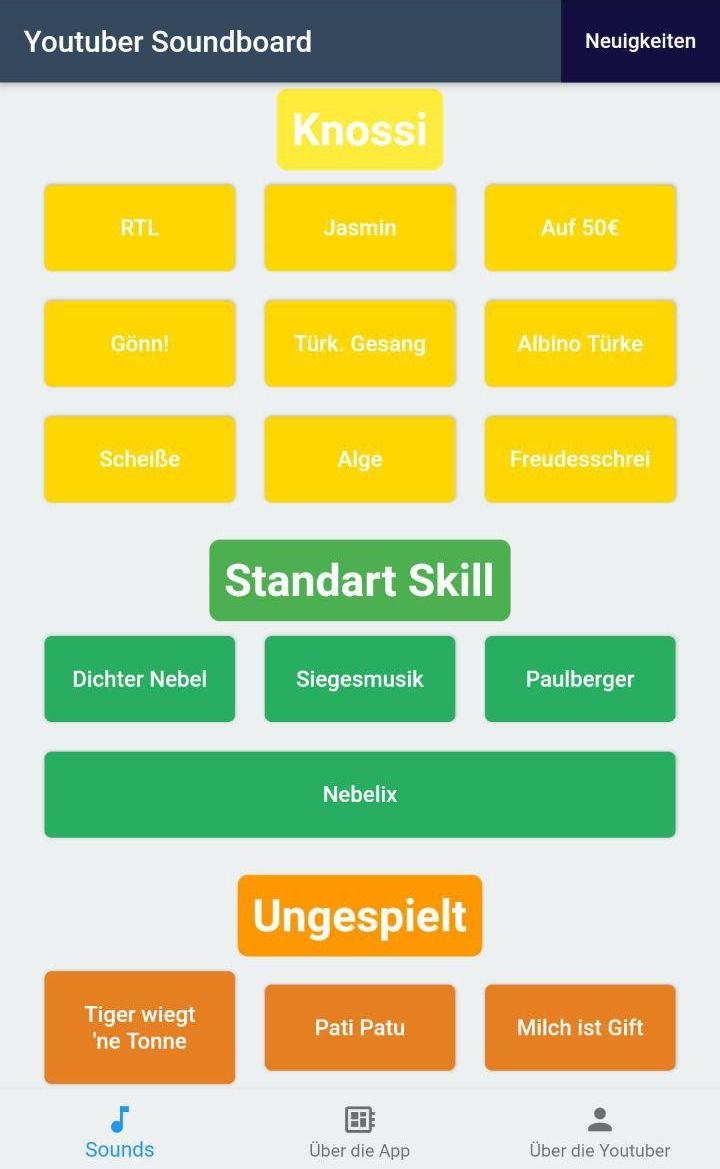 Youtuber Soundboard
Neuigkeiten
Knossi
RTL
Jasmin
Auf 50€
Gönn!
Türk. Gesang
Albino Türke
Scheiße
Alge
Freudesschrei
Standart Skill
Dichter Nebel
Siegesmusik
Paulberger
Nebelix
Ungespielt
Tiger wiegt
'ne Tonne
Pati Patu
Milch ist Gift
Sounds
Über die App
Über die Youtuber